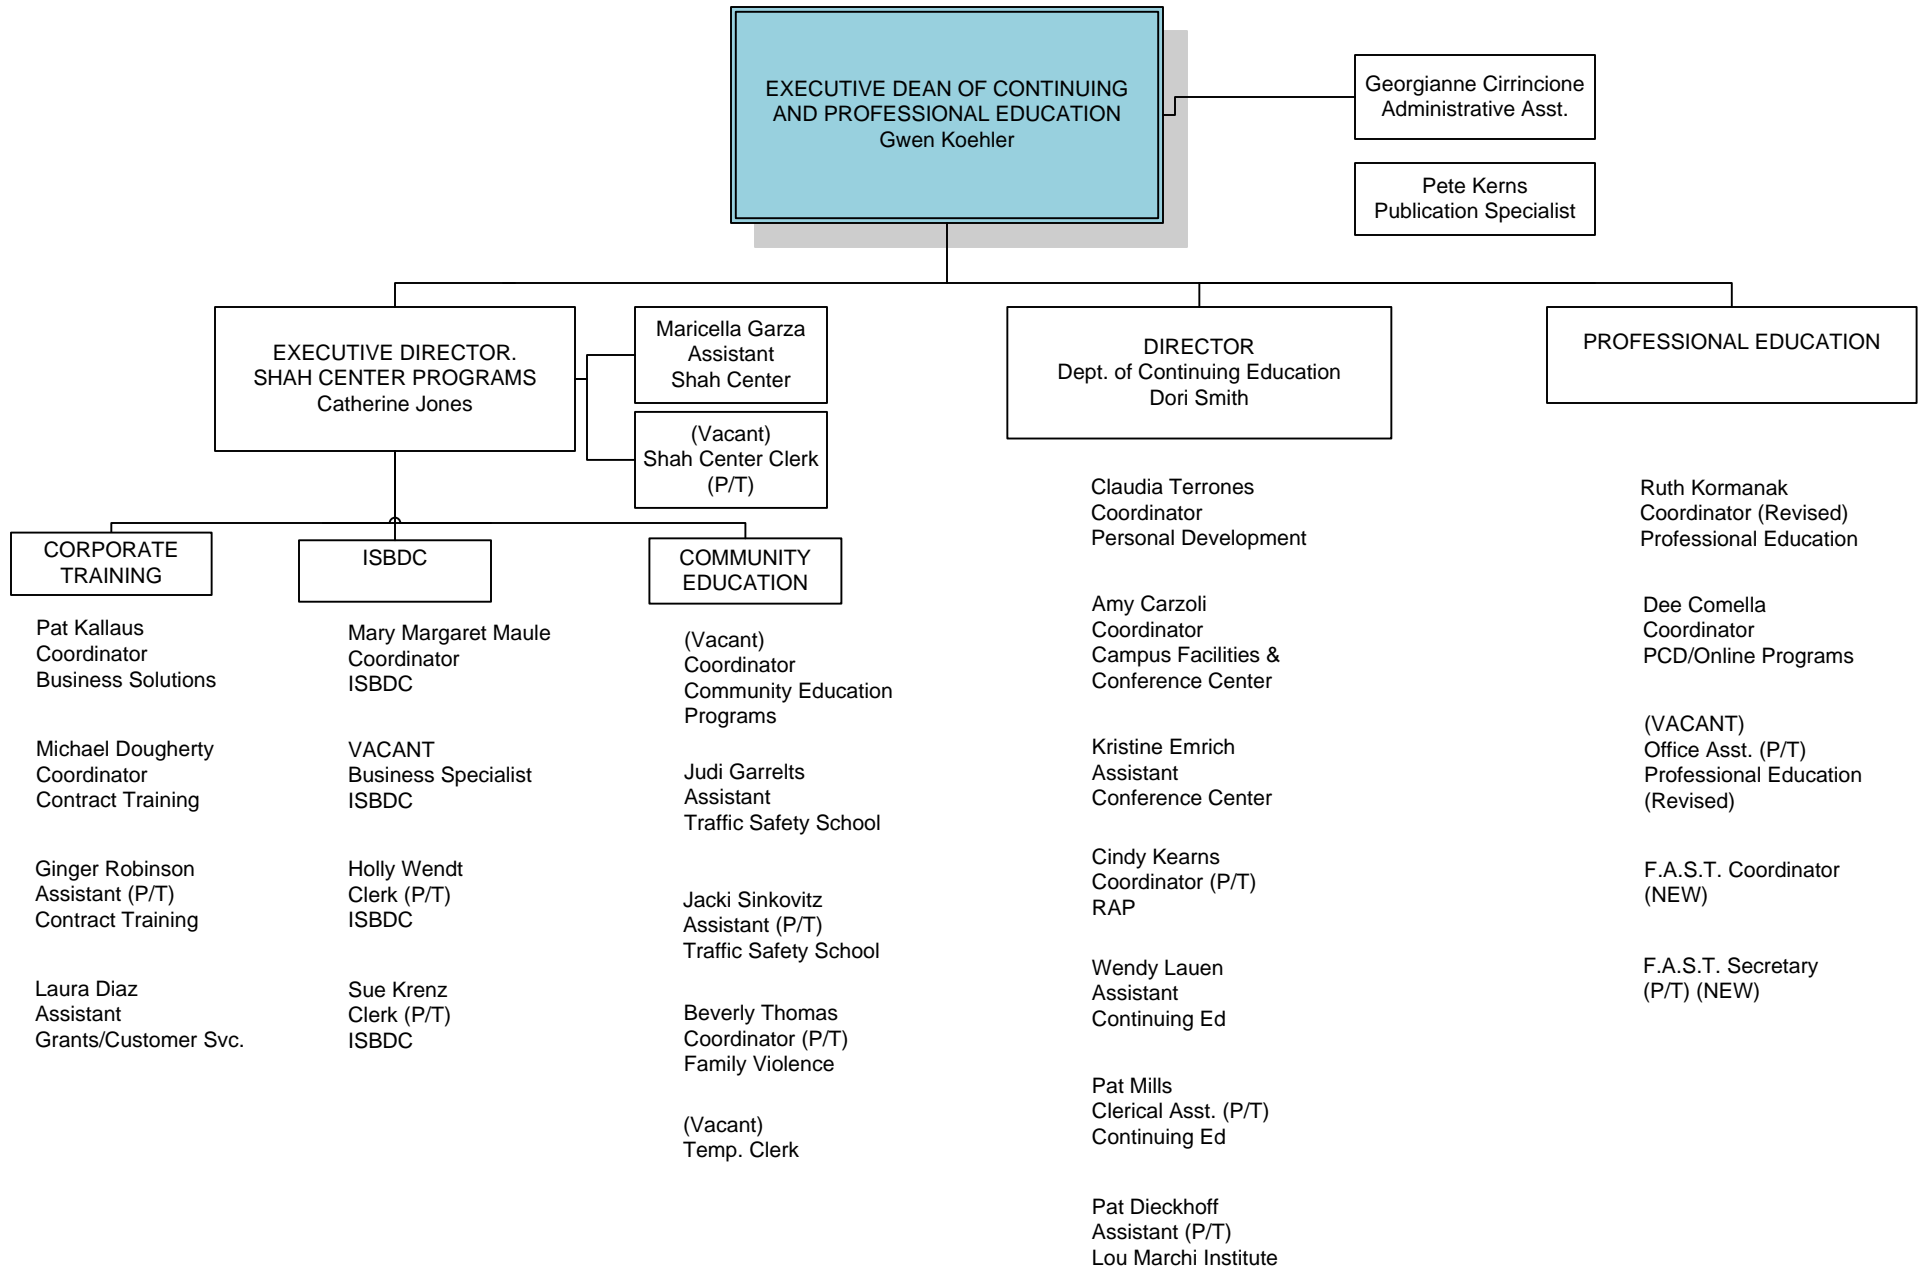 EXECUTIVE DEAN OF CONTINUING
AND PROFESSIONAL EDUCATION
Gwen Koehler
Georgianne Cirrincione
Administrative Asst.
Pete Kerns
Publication Specialist
EXECUTIVE DIRECTOR.
SHAH CENTER PROGRAMS
Catherine Jones
Maricella Garza
Assistant
Shah Center
(Vacant)
Shah Center Clerk
(P/T)
DIRECTOR
Dept. of Continuing Education
Dori Smith
PROFESSIONAL EDUCATION
CORPORATE
TRAINING
Pat Kallaus
Coordinator
Business Solutions
Michael Dougherty
Coordinator
Contract Training
Ginger Robinson
Assistant (P/T)
Contract Training
Laura Diaz
Assistant
Grants/Customer Svc.
ISBDC
Mary Margaret Maule
Coordinator
ISBDC
VACANT
Business Specialist
ISBDC
Holly Wendt
Clerk (P/T)
ISBDC
Sue Krenz
Clerk (P/T)
ISBDC
COMMUNITY
EDUCATION
(Vacant)
Coordinator
Community Education
Programs
Judi Garrelts
Assistant
Traffic Safety School
Jacki Sinkovitz
Assistant (P/T)
Traffic Safety School
Beverly Thomas
Coordinator (P/T)
Family Violence
(Vacant)
Temp. Clerk
Claudia Terrones
Coordinator
Personal Development
Amy Carzoli
Coordinator
Campus Facilities &
Conference Center
Kristine Emrich
Assistant
Conference Center
Cindy Kearns
Coordinator (P/T)
RAP
Wendy Lauen
Assistant
Continuing Ed
Pat Mills
Clerical Asst. (P/T)
Continuing Ed
Pat Dieckhoff
Assistant (P/T)
Lou Marchi Institute
Ruth Kormanak
Coordinator (Revised)
Professional Education
Dee Comella
Coordinator
PCD/Online Programs
(VACANT)
Office Asst. (P/T)
Professional Education
(Revised)
F.A.S.T. Coordinator
(NEW)
F.A.S.T. Secretary
(P/T) (NEW)